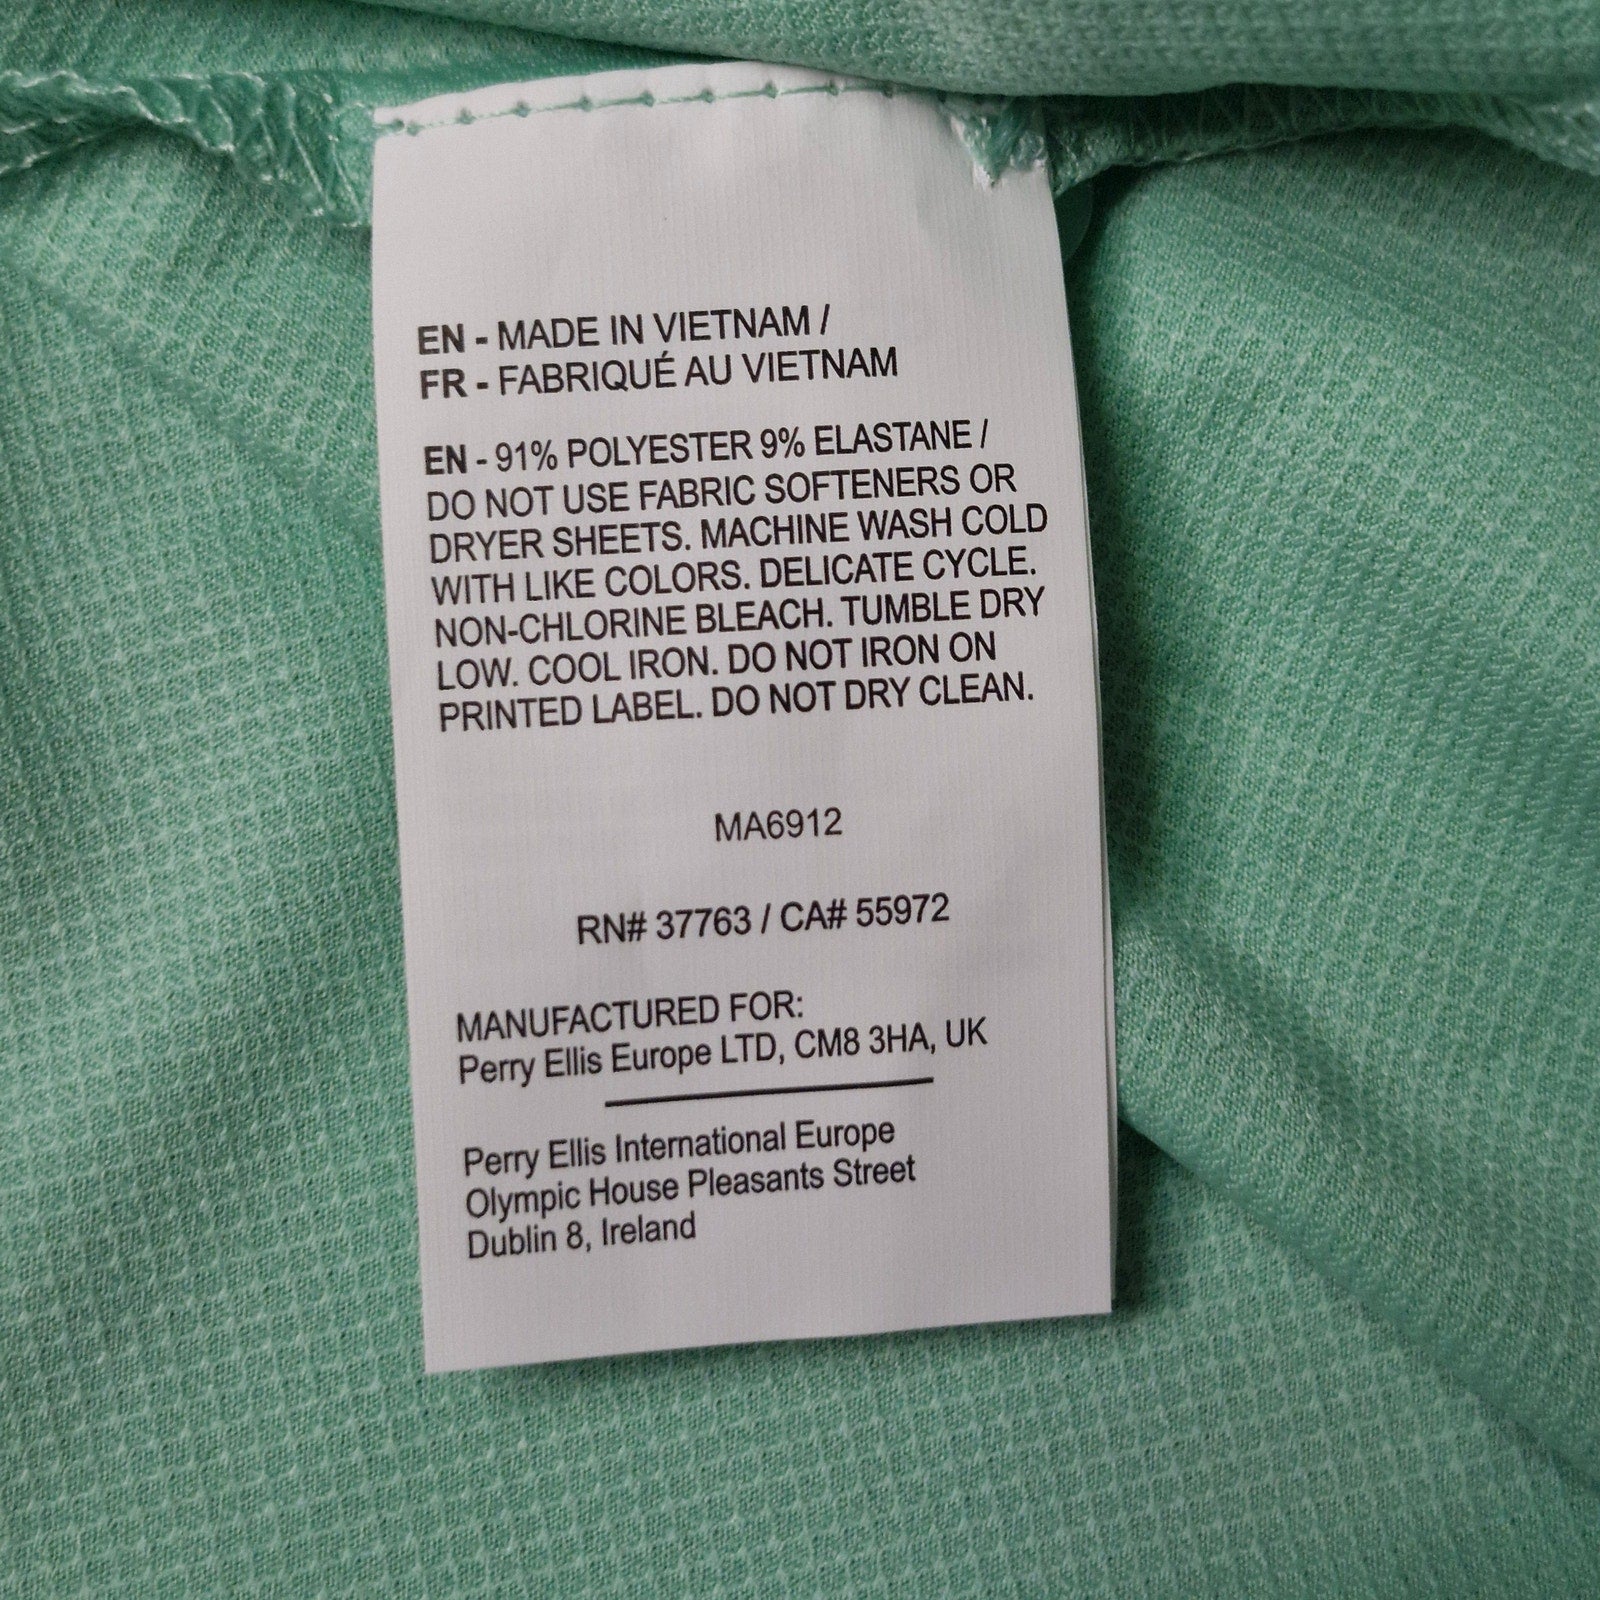 EN - MADE IN VIETNAM /
FR - FABRIQUÉ AU VIETNAM
EN - 91% POLYESTER 9% ELASTANE /
DO NOT USE FABRIC SOFTENERS OR
DRYER SHEETS. MACHINE WASH COLD
WITH LIKE COLORS. DELICATE CYCLE.
NON-CHLORINE BLEACH. TUMBLE DRY
LOW. COOL IRON. DO NOT IRON ON
PRINTED LABEL. DO NOT DRY CLEAN.
MA6912
RN# 37763 / CA# 55972
MANUFACTURED FOR:
Perry Ellis Europe LTD, CM8 3HA, UK
Perry Ellis International Europe
Olympic House Pleasants Street
Dublin 8, Ireland